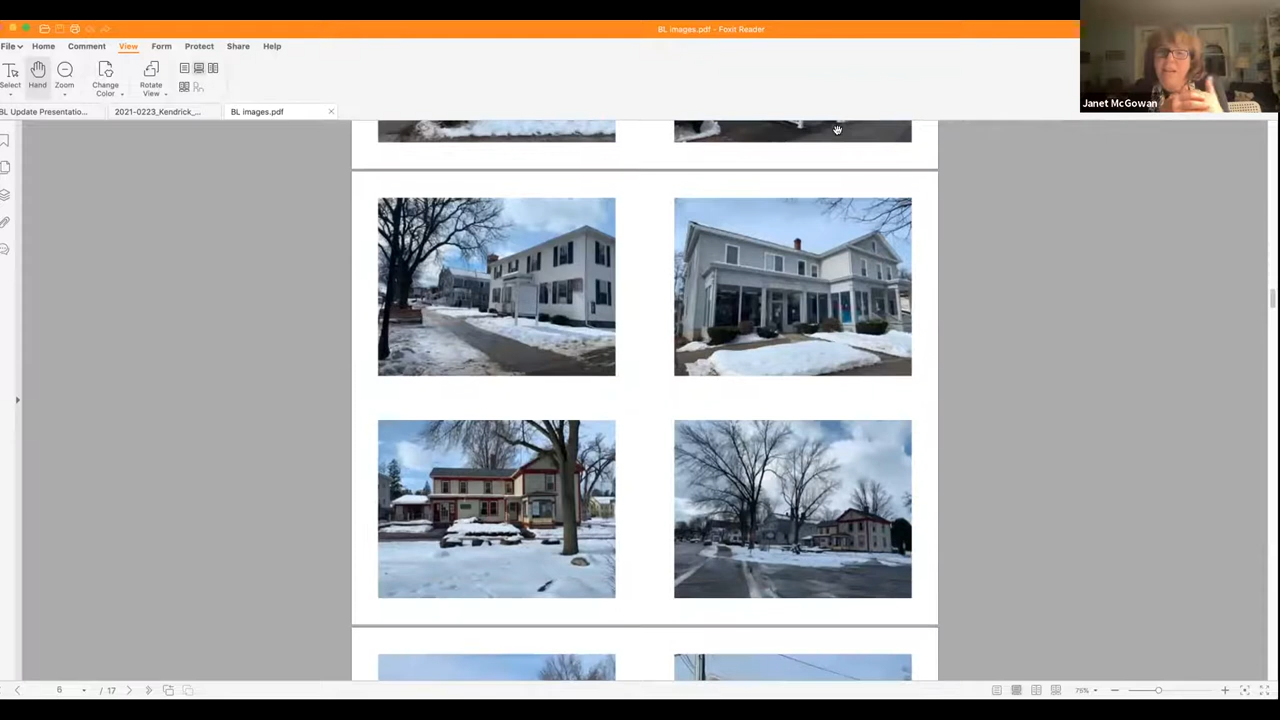 BL images.pdf - Foxit Reader
File Home Comment View Form Protect Share Help
Select Hand Zoom Change Color Rotate View
Janet McGowan
BL Update Presentatio... 2021-0223_Kendrick_... BL images.pdf
6 / 17
75%